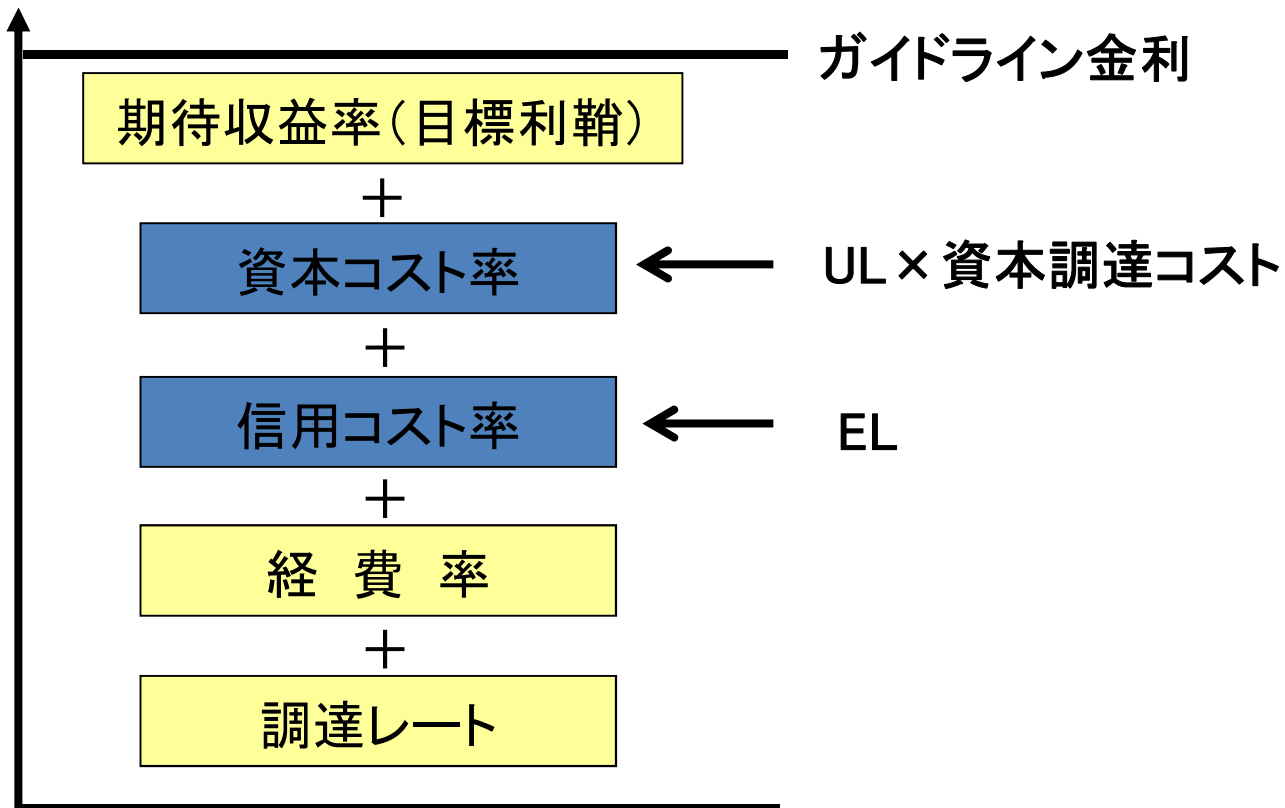 ガイドライン金利
期待収益率(目標利鞘)
＋
資本コスト率
UL×資本調達コスト
＋
信用コスト率
EL
＋
経　費　率
＋
調達レート